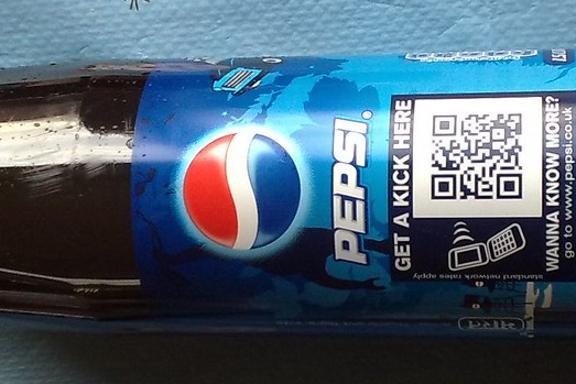 PEPSI.
GET A KICK HERE
WANNA KNOW MORE?
go to www.pepsi.co.uk
standard network rates apply